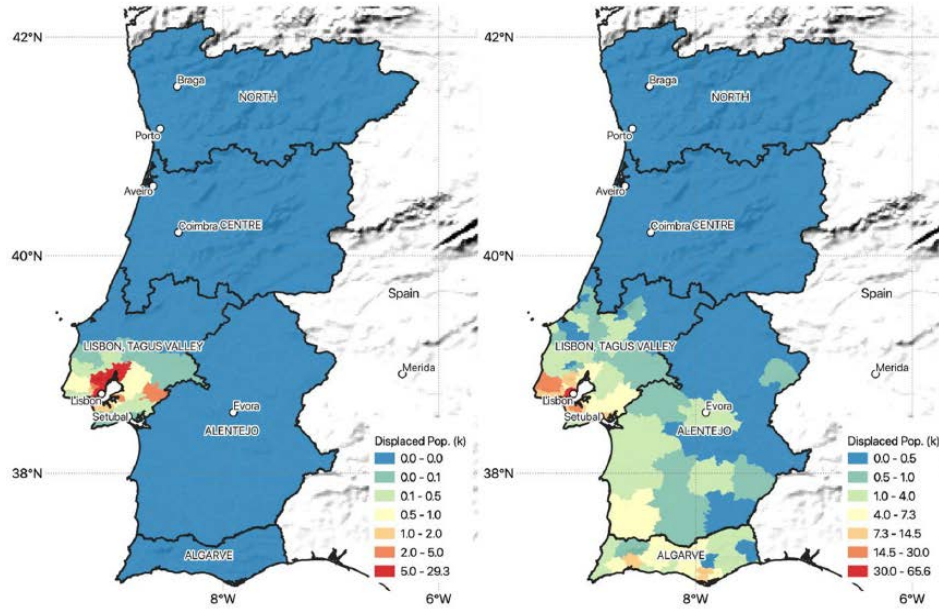 42°N
Braga
NORTH
Porto
Aveiro
Coimbra CENTRE
40°N
Spain
LISBON, TAGUS VALLEY
Merida
Lisbon
Evora
Setubal
ALENTEJO
38°N
Displaced Pop. (k)
0.0 - 0.0
0.0 - 0.1
0.1 - 0.5
0.5 - 1.0
1.0 - 2.0
2.0 - 5.0
5.0 - 29.3
ALGARVE
8°W
6°W
42°N
Braga
NORTH
Porto
Aveiro
Coimbra CENTRE
40°N
Spain
LISBON, TAGUS VALLEY
Merida
Lisbon
Evora
Setubal
ALENTEJO
38°N
Displaced Pop. (k)
0.0 - 0.5
0.5 - 1.0
1.0 - 4.0
4.0 - 7.3
7.3 - 14.5
14.5 - 30.0
30.0 - 65.6
ALGARVE
8°W
6°W